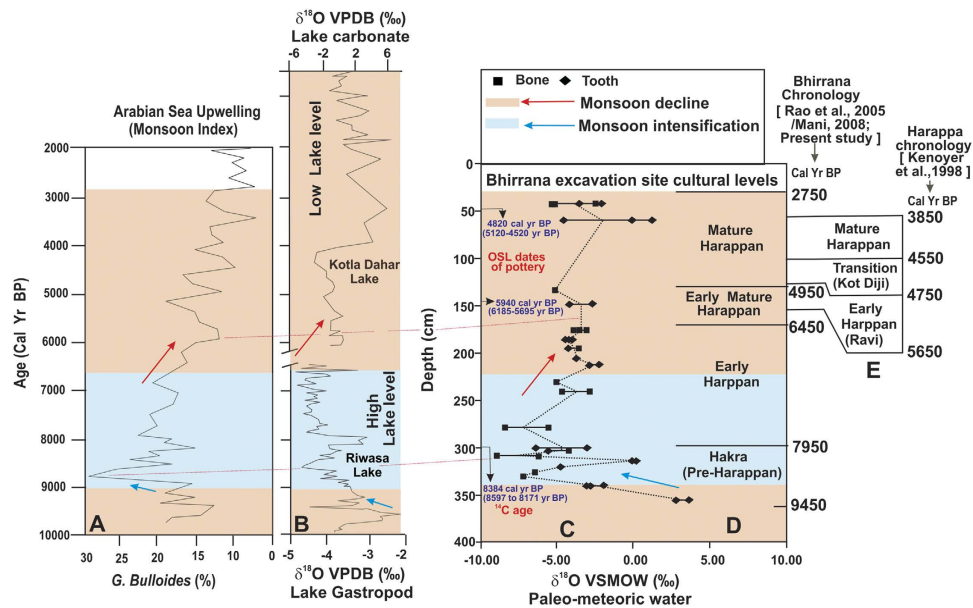 δ18O VPDB (‰)
Lake carbonate
-6 -2 2 6
Arabian Sea Upwelling
(Monsoon Index)
Age (Cal Yr BP)
2000
3000
4000
5000
6000
7000
8000
9000
10000
30 25 20 15 10 5 0
G. Bulloides (%)
A
Low Lake level
Kotla Dahar
Lake
High
Lake level
Riwasa
Lake
B
-5 -4 -3 -2
δ18O VPDB (‰)
Lake Gastropod
Bone Tooth
Monsoon decline
Monsoon intensification
Bhirrana excavation site cultural levels
Depth (cm)
0
50
100
150
200
250
300
350
400
4820 cal yr BP
(5120-4520 yr BP)
OSL dates
of pottery
5940 cal yr BP
(6185-5695 yr BP)
8384 cal yr BP
(8597 to 8171 yr BP)
14C age
C
-10.00 -5.00 0.00 5.00 10.00
δ18O VSMOW (‰)
Paleo-meteoric water
Mature
Harappan
Early Mature
Harappan
Early
Harppan
Hakra
(Pre-Harappan)
D
Bhirrana
Chronology
[ Rao et al., 2005
/Mani, 2008;
Present study ]
Cal Yr BP
2750
4950
6450
7950
9450
Harappa
chronology
[ Kenoyer
et al.,1998 ]
Cal Yr BP
3850
Mature
Harappan
4550
Transition
(Kot Diji)
4750
Early
Harppan
(Ravi)
5650
E